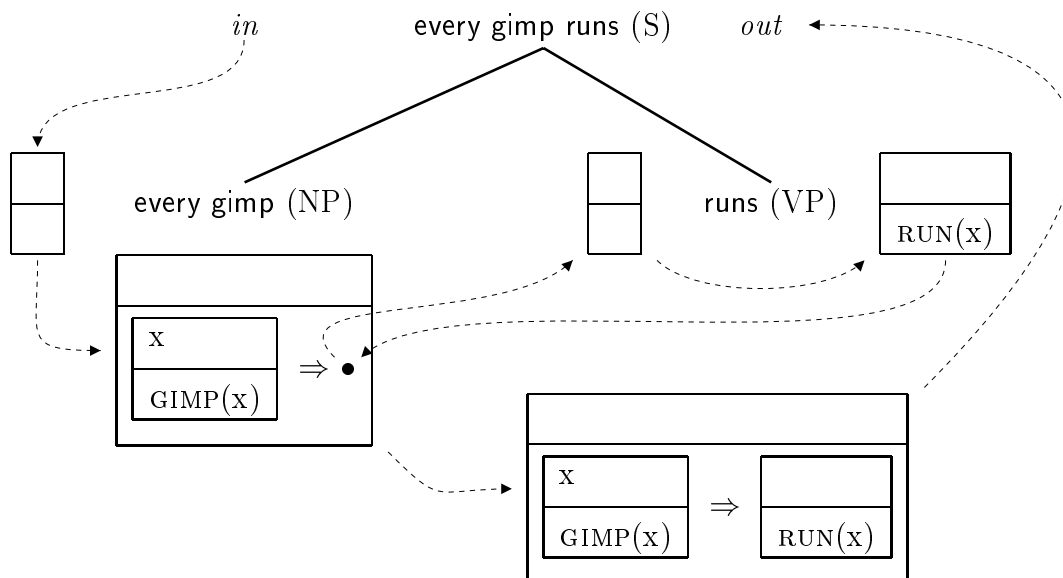 in every gimp runs (S) out
every gimp (NP) runs (VP)
RUN(x)
x
GIMP(x) ⇒ •
x
GIMP(x) ⇒ RUN(x)